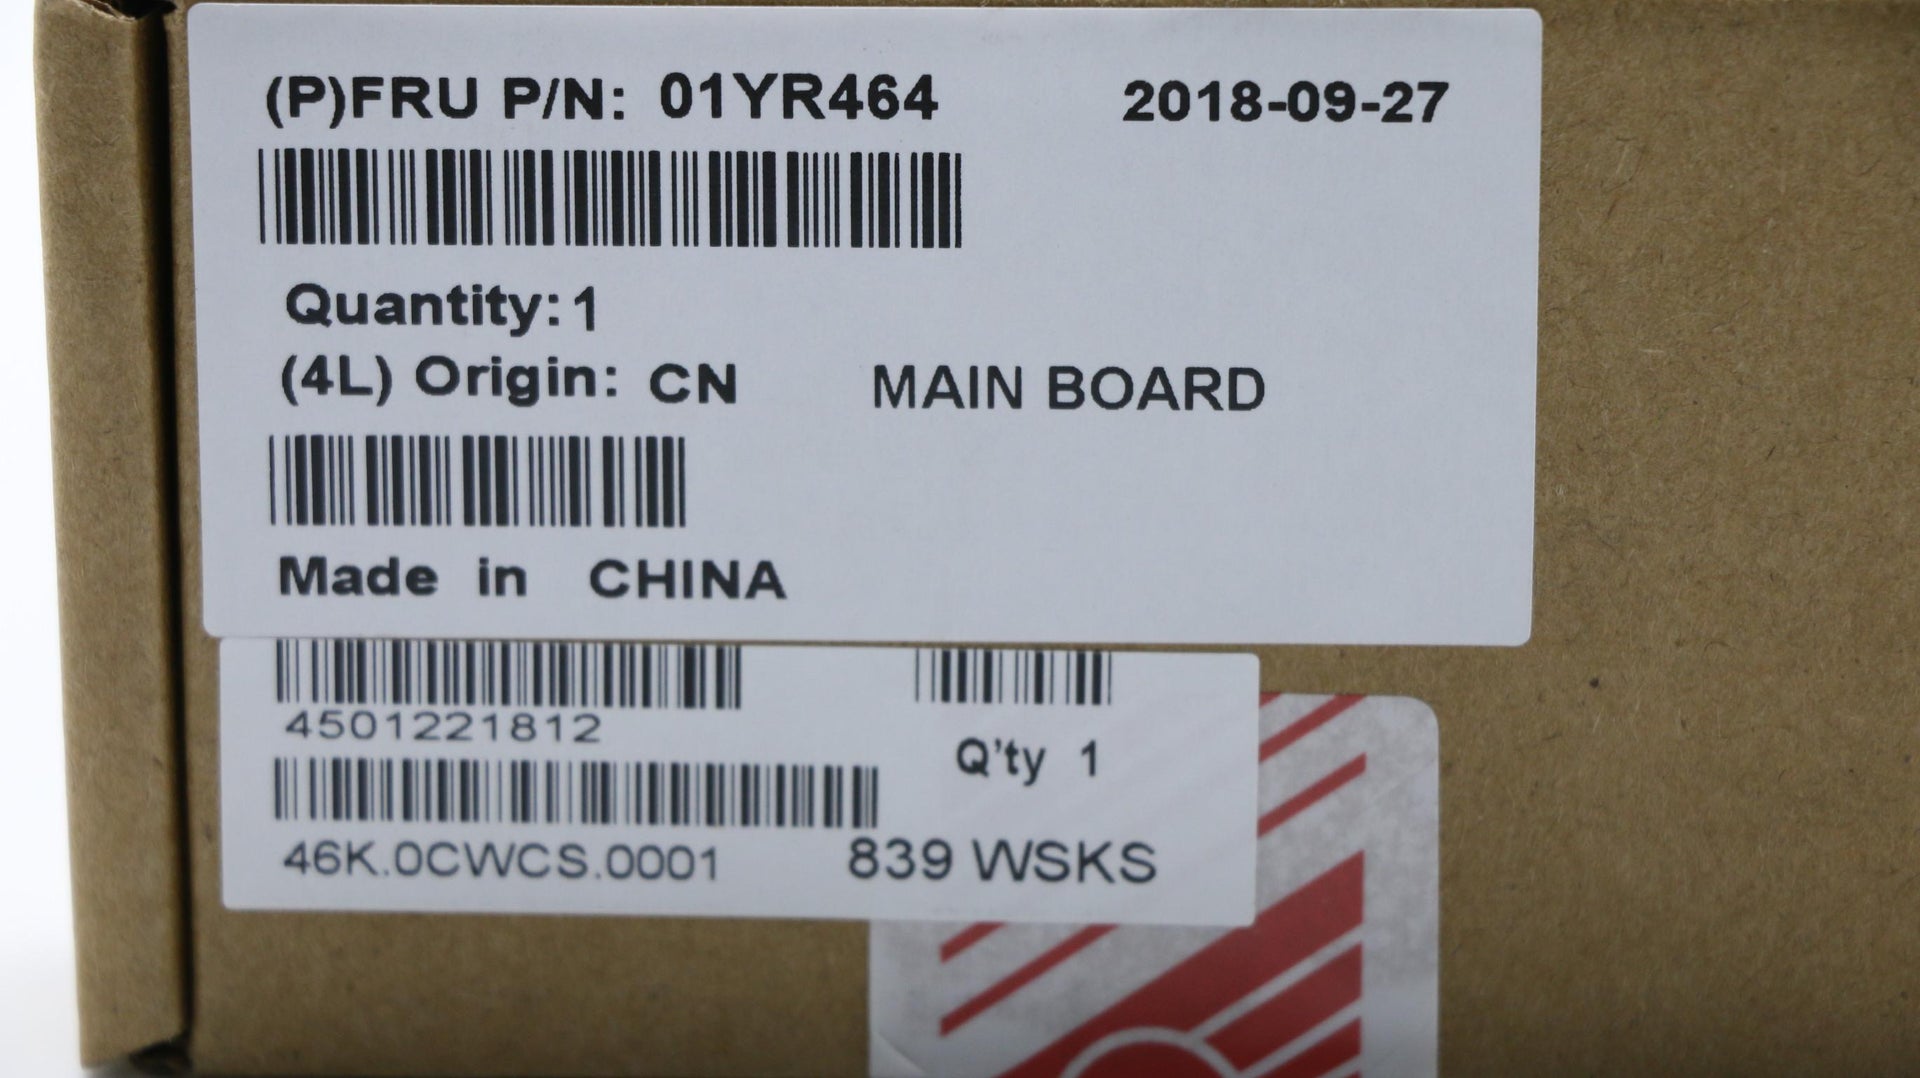 (P)FRU P/N: 01YR464 2018-09-27
Quantity: 1
(4L) Origin: CN MAIN BOARD
Made in CHINA
4501221812
Q'ty 1
46K.0CWCS.0001 839 WSKS